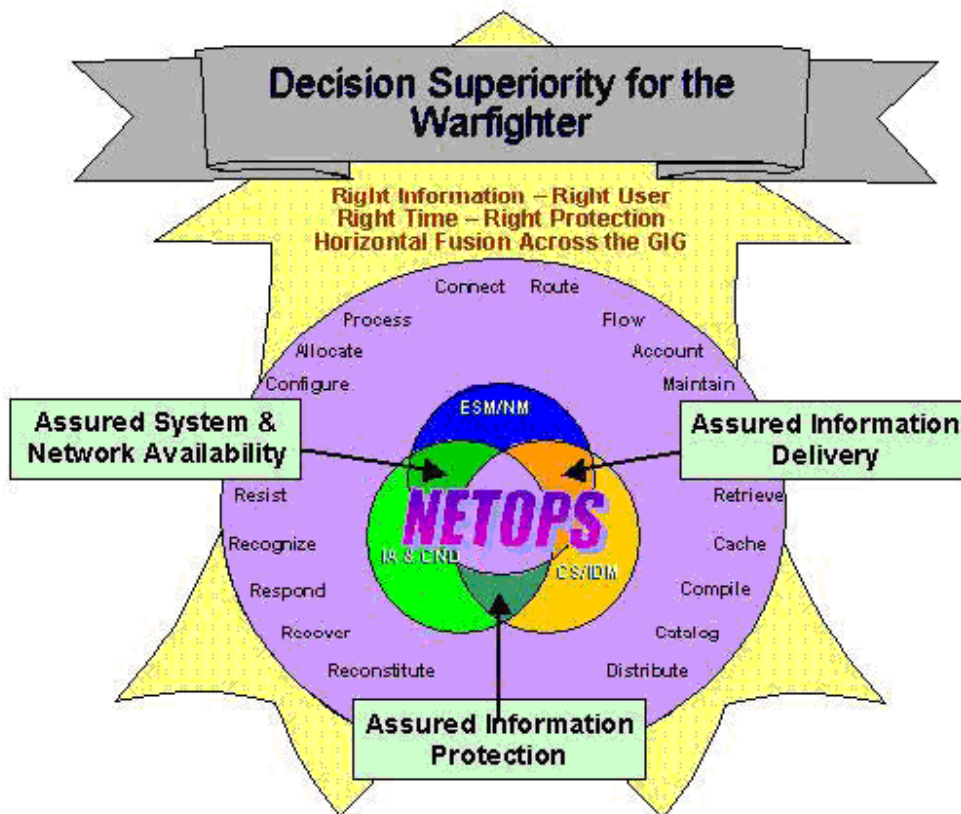 Decision Superiority for the
Warfighter
Right Information – Right User
Right Time – Right Protection
Horizontal Fusion Across the GIG
Connect Route
Process Flow
Allocate Account
Configure Maintain
ESM/NM
Assured System &
Network Availability
Assured Information
Delivery
Resist Retrieve
NETOPS
Recognize Cache
IA & CND CS/IDM
Respond Compile
Recover Catalog
Reconstitute Distribute
Assured Information
Protection